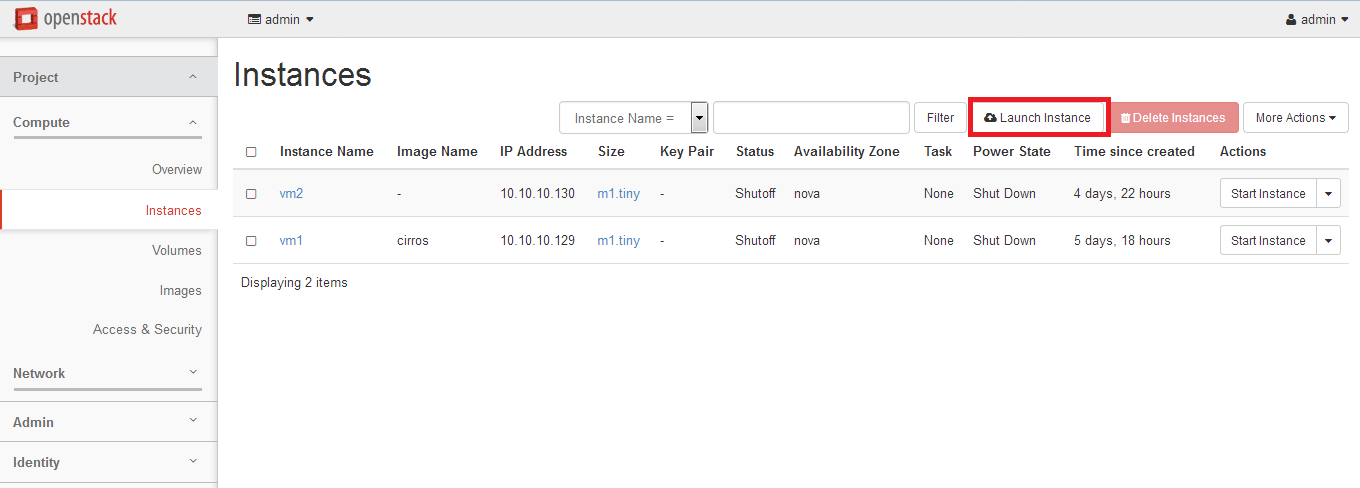 openstack admin admin
Project
Compute
Overview
Instances
Volumes
Images
Access & Security
Network
Admin
Identity
Instances
Instance Name = Filter Launch Instance Delete Instances More Actions
Instance Name Image Name IP Address Size Key Pair Status Availability Zone Task Power State Time since created Actions
vm2 - 10.10.10.130 m1.tiny - Shutoff nova None Shut Down 4 days, 22 hours Start Instance
vm1 cirros 10.10.10.129 m1.tiny - Shutoff nova None Shut Down 5 days, 18 hours Start Instance
Displaying 2 items